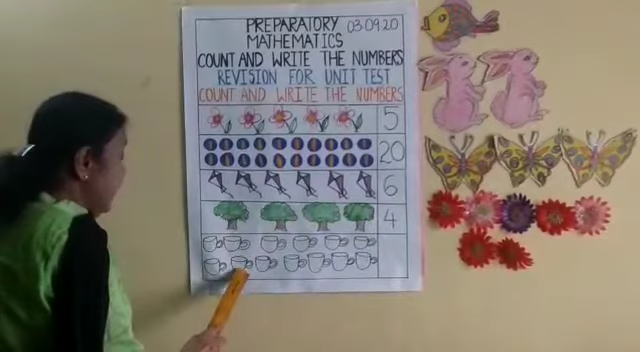 PREPARATORY 03.09.20
MATHEMATICS
COUNT AND WRITE THE NUMBERS
REVISION FOR UNIT TEST
COUNT AND WRITE THE NUMBERS
5
20
6
4